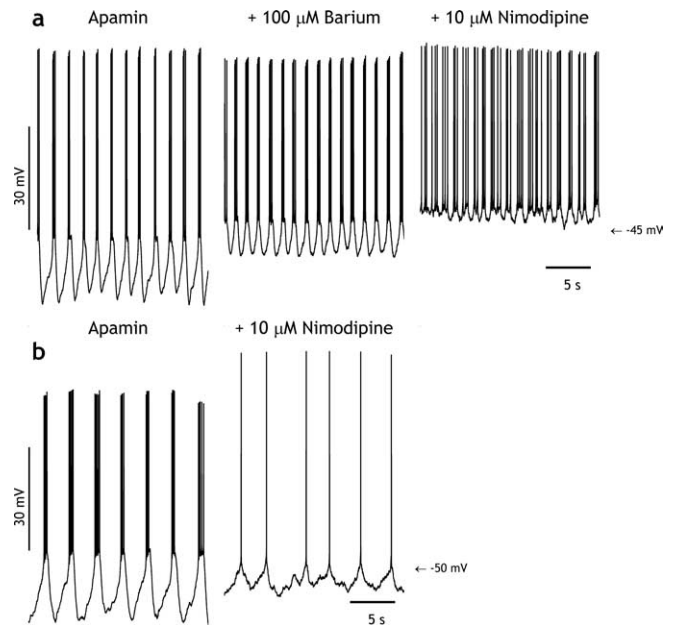 a
Apamin
+ 100 μM Barium
+ 10 μM Nimodipine
30 mV
← -45 mV
5 s
b
Apamin
+ 10 μM Nimodipine
30 mV
← -50 mV
5 s